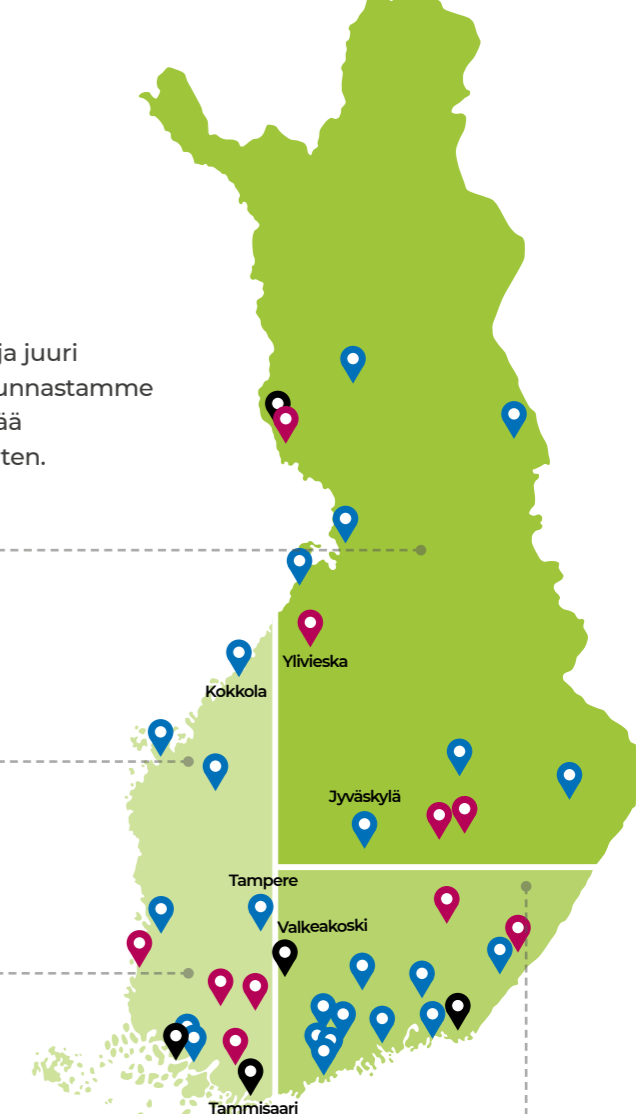 ja juuri
unnastamme
ää
ten.
Ylivieska
Kokkola
Jyväskylä
Tampere
Valkeakoski
Tammisaari